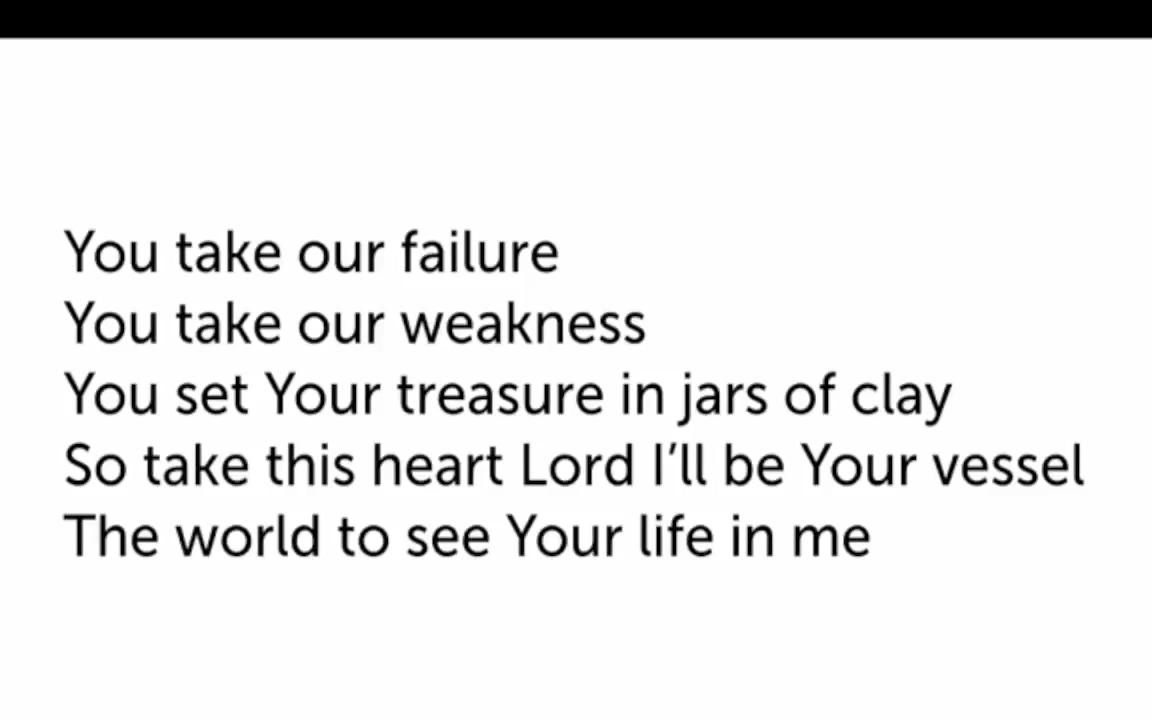 You take our failure
You take our weakness
You set Your treasure in jars of clay
So take this heart Lord I'll be Your vessel
The world to see Your life in me